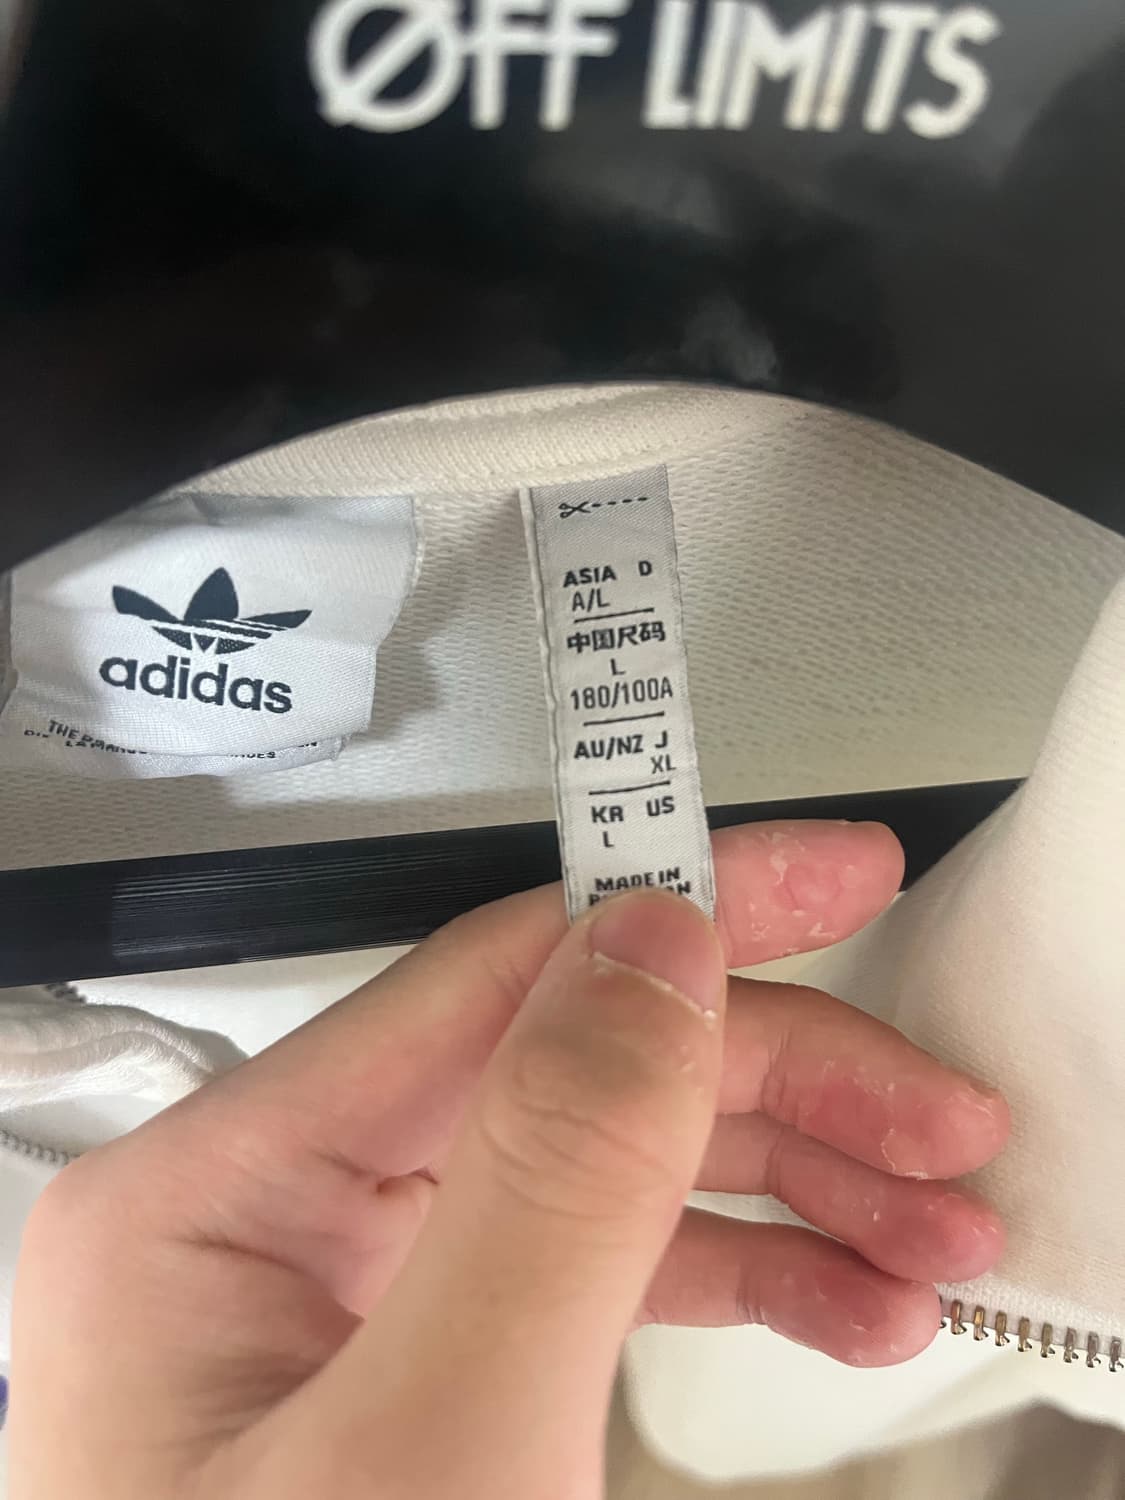 ØFF LIMITS
adidas
ASIA D
A/L
中国尺码
L
180/100A
AU/NZ J
XL
KR US
L
MADE IN